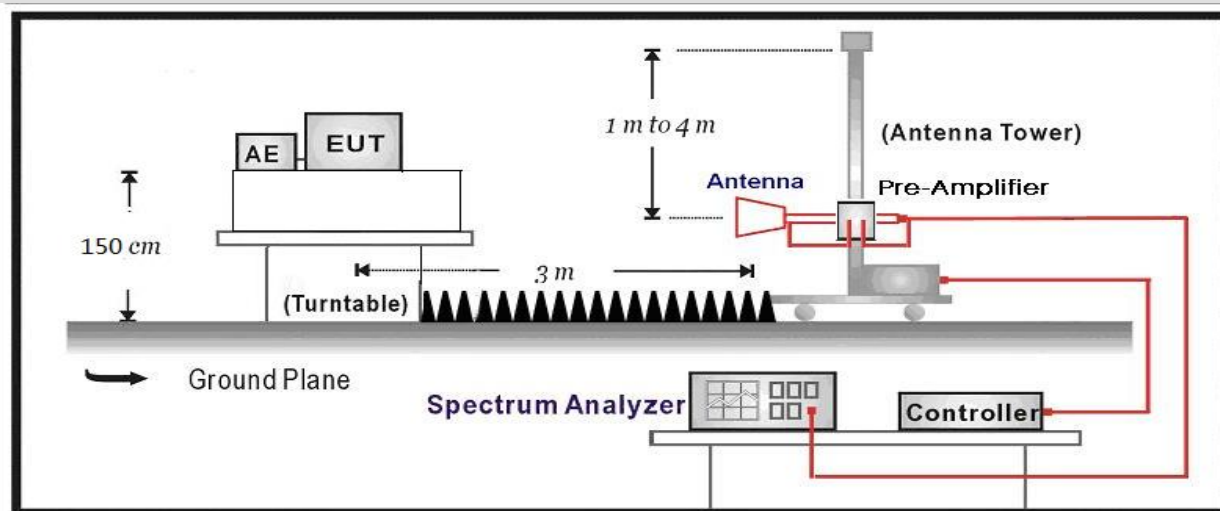 1 m to 4 m
(Antenna Tower)
AE
EUT
Antenna
Pre-Amplifier
150 cm
3 m
(Turntable)
Ground Plane
Spectrum Analyzer
Controller